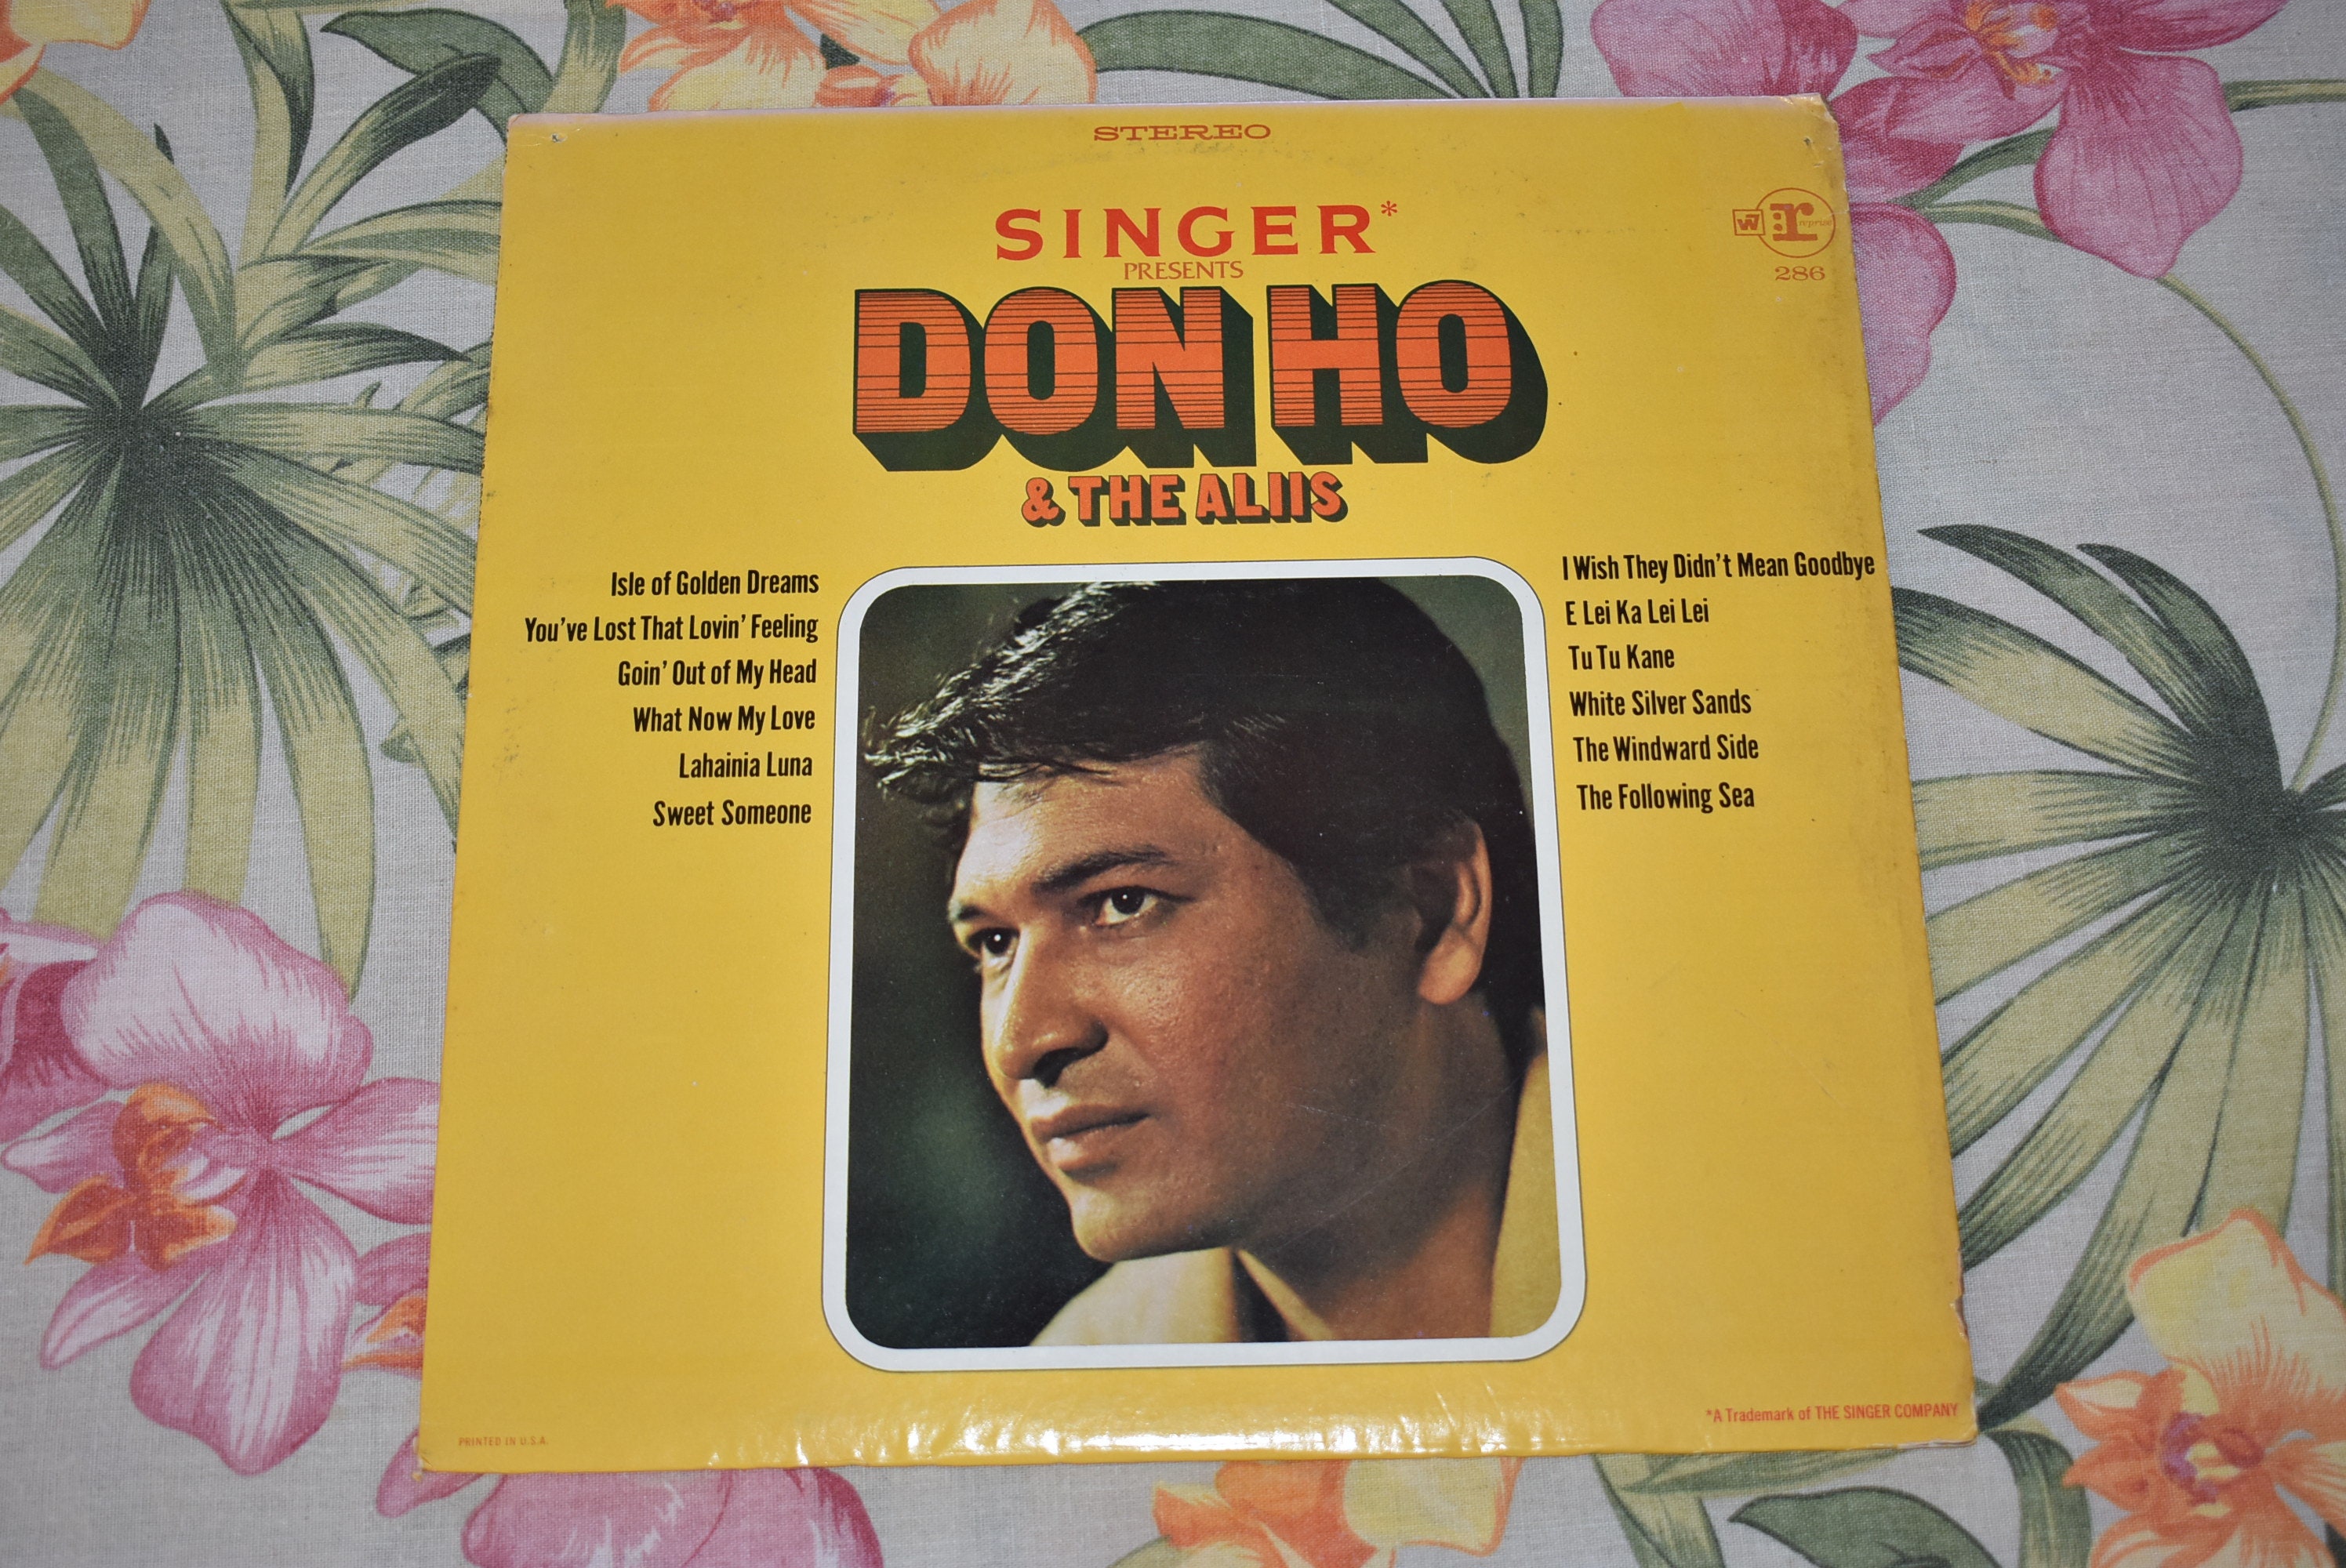 STEREO
SINGER*
PRESENTS
W
r
reprise
286
DON HO
& THE ALIIS
Isle of Golden Dreams
You've Lost That Lovin' Feeling
Goin' Out of My Head
What Now My Love
Lahainia Luna
Sweet Someone
I Wish They Didn't Mean Goodbye
E Lei Ka Lei Lei
Tu Tu Kane
White Silver Sands
The Windward Side
The Following Sea
*A Trademark of THE SINGER COMPANY
PRINTED IN U.S.A.